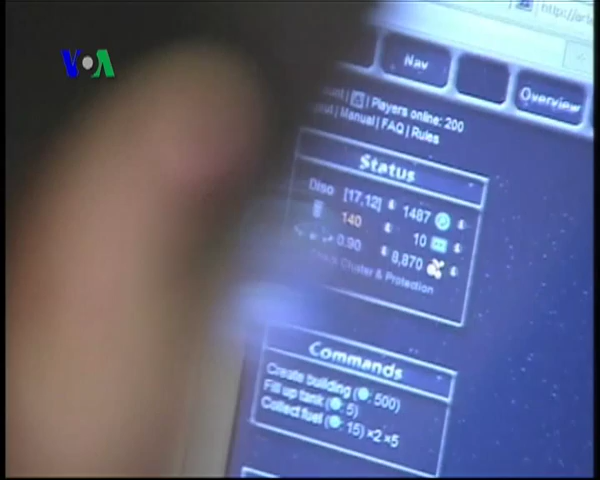 VOA
http://
Nav
Overview
| Players online: 200
| Manual | FAQ | Rules
Status
Diso [17,12] 1487
140 10
0.90 8,870
Cluster & Protection
Commands
Create building ( : 500)
Fill up tank ( : 5)
Collect fuel ( : 15) ×2 ×5